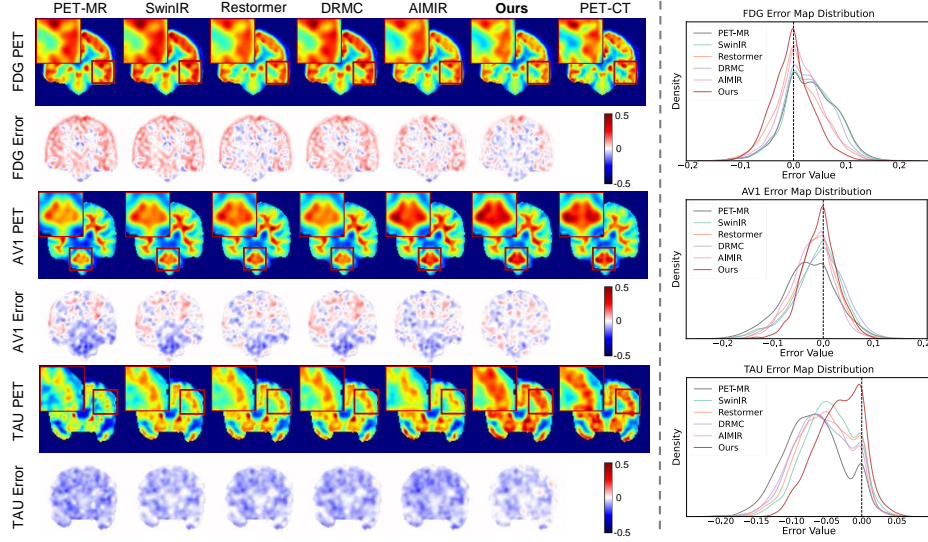 PET-MR SwinIR Restormer DRMC AIMIR Ours PET-CT
FDG PET
FDG Error
0.5
-0.5
AV1 PET
AV1 Error
0.5
-0.5
TAU PET
TAU Error
0.5
-0.5
FDG Error Map Distribution
PET-MR
SwinIR
Restormer
DRMC
AIMIR
Ours
Density
−0.2 −0.1 0.0 0.1 0.2
Error Value
AV1 Error Map Distribution
PET-MR
SwinIR
Restormer
DRMC
AIMIR
Ours
Density
−0.2 −0.1 0.0 0.1 0.2
Error Value
TAU Error Map Distribution
PET-MR
SwinIR
Restormer
DRMC
AIMIR
Ours
Density
−0.20 −0.15 −0.10 −0.05 0.00 0.05
Error Value